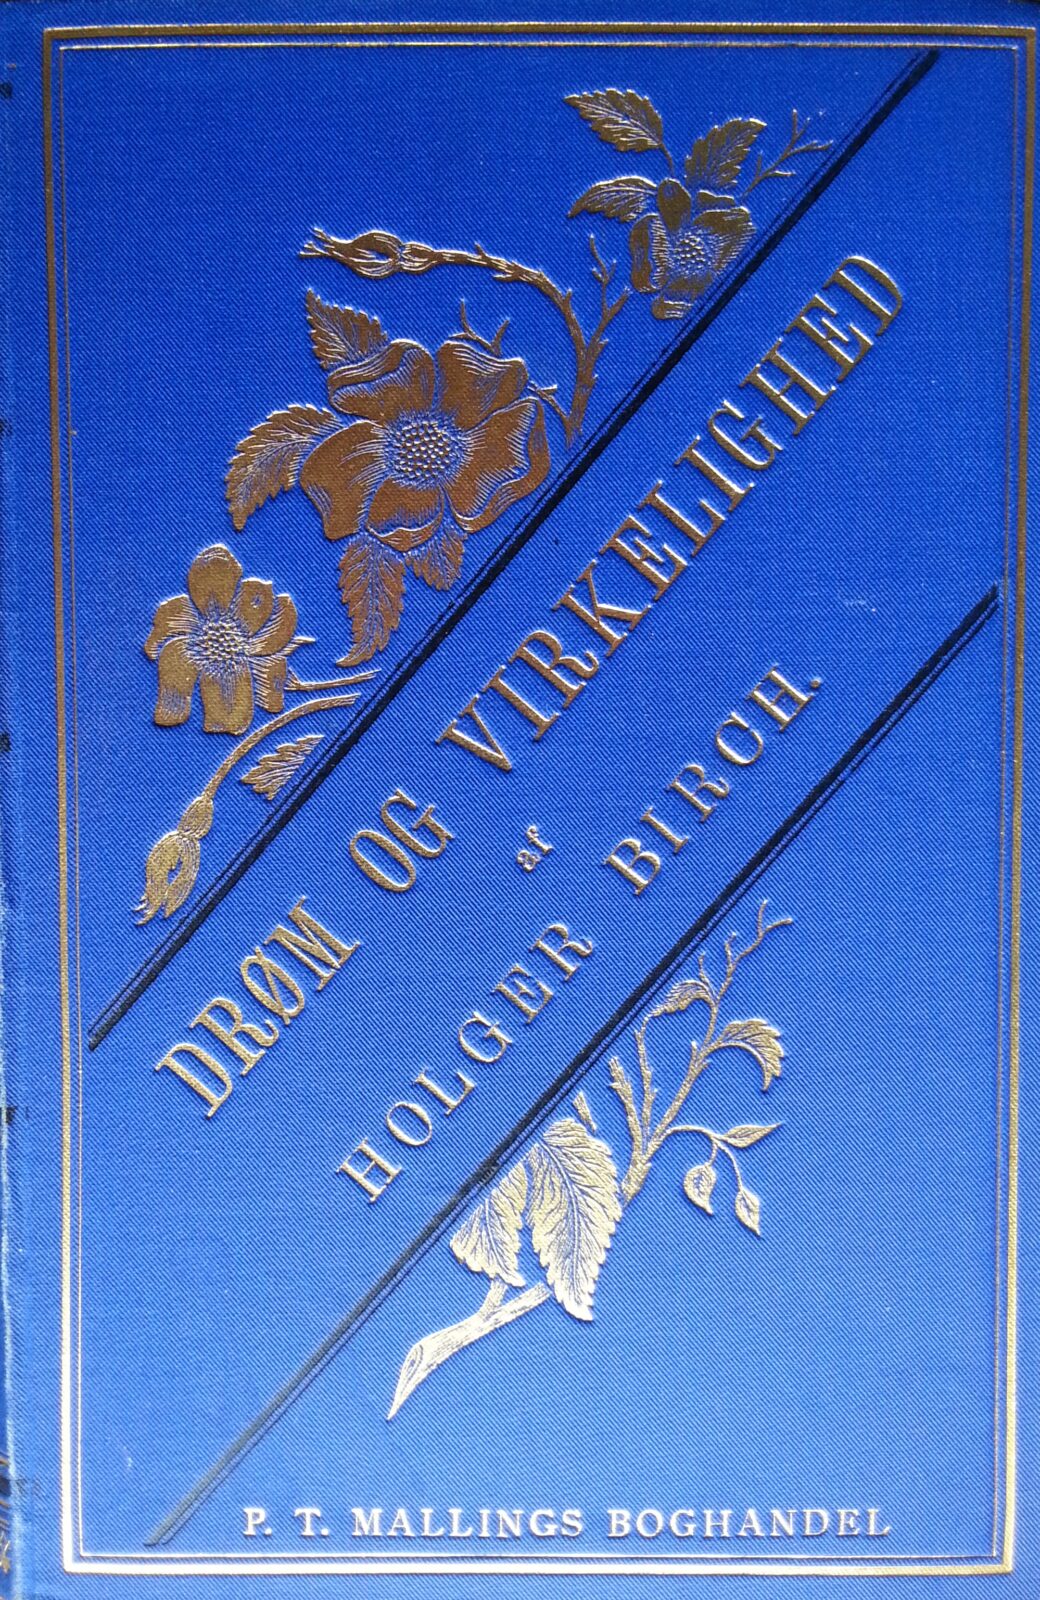 DRØM OG VIRKELIGHED
af
HOLGER BIRCH.
P. T. MALLINGS BOGHANDEL